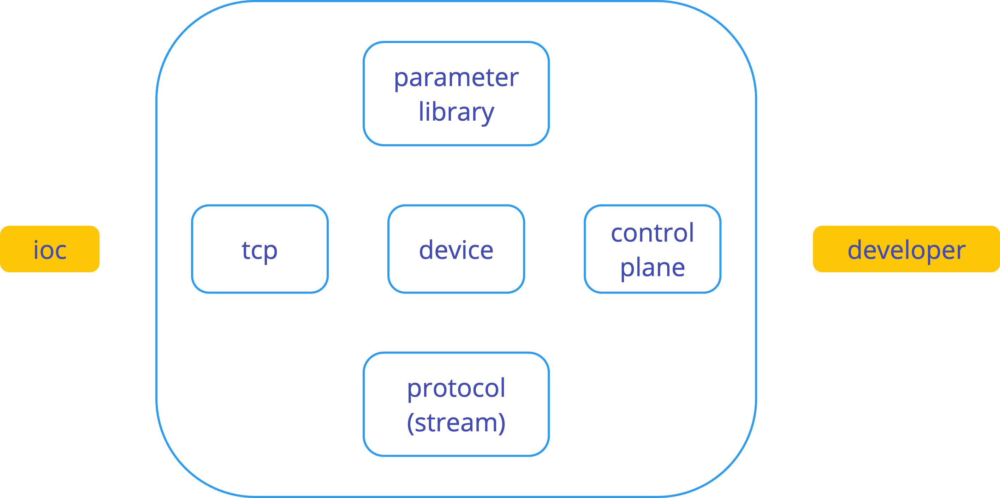 parameter
library
ioc
tcp
device
control
plane
developer
protocol
(stream)